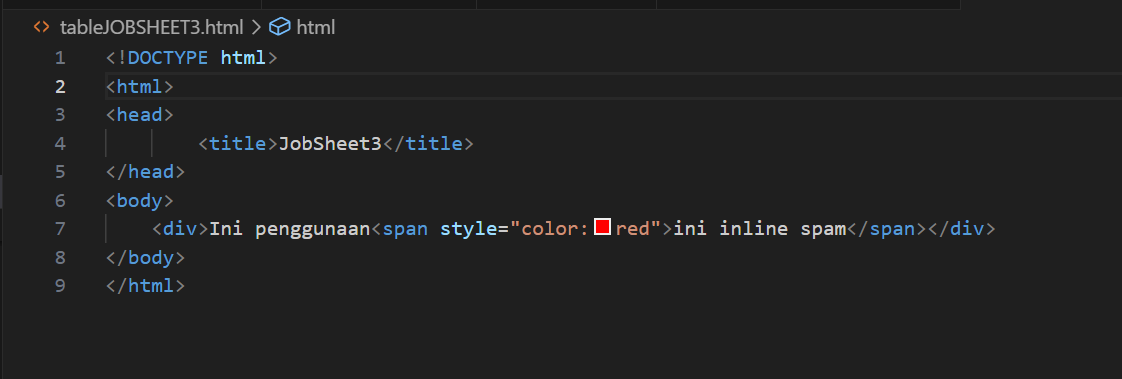 tableJOBSHEET3.html > html
1 <!DOCTYPE html>
2 <html>
3 <head>
4 <title>JobSheet3</title>
5 </head>
6 <body>
7 <div>Ini penggunaan<span style="color:red">ini inline spam</span></div>
8 </body>
9 </html>